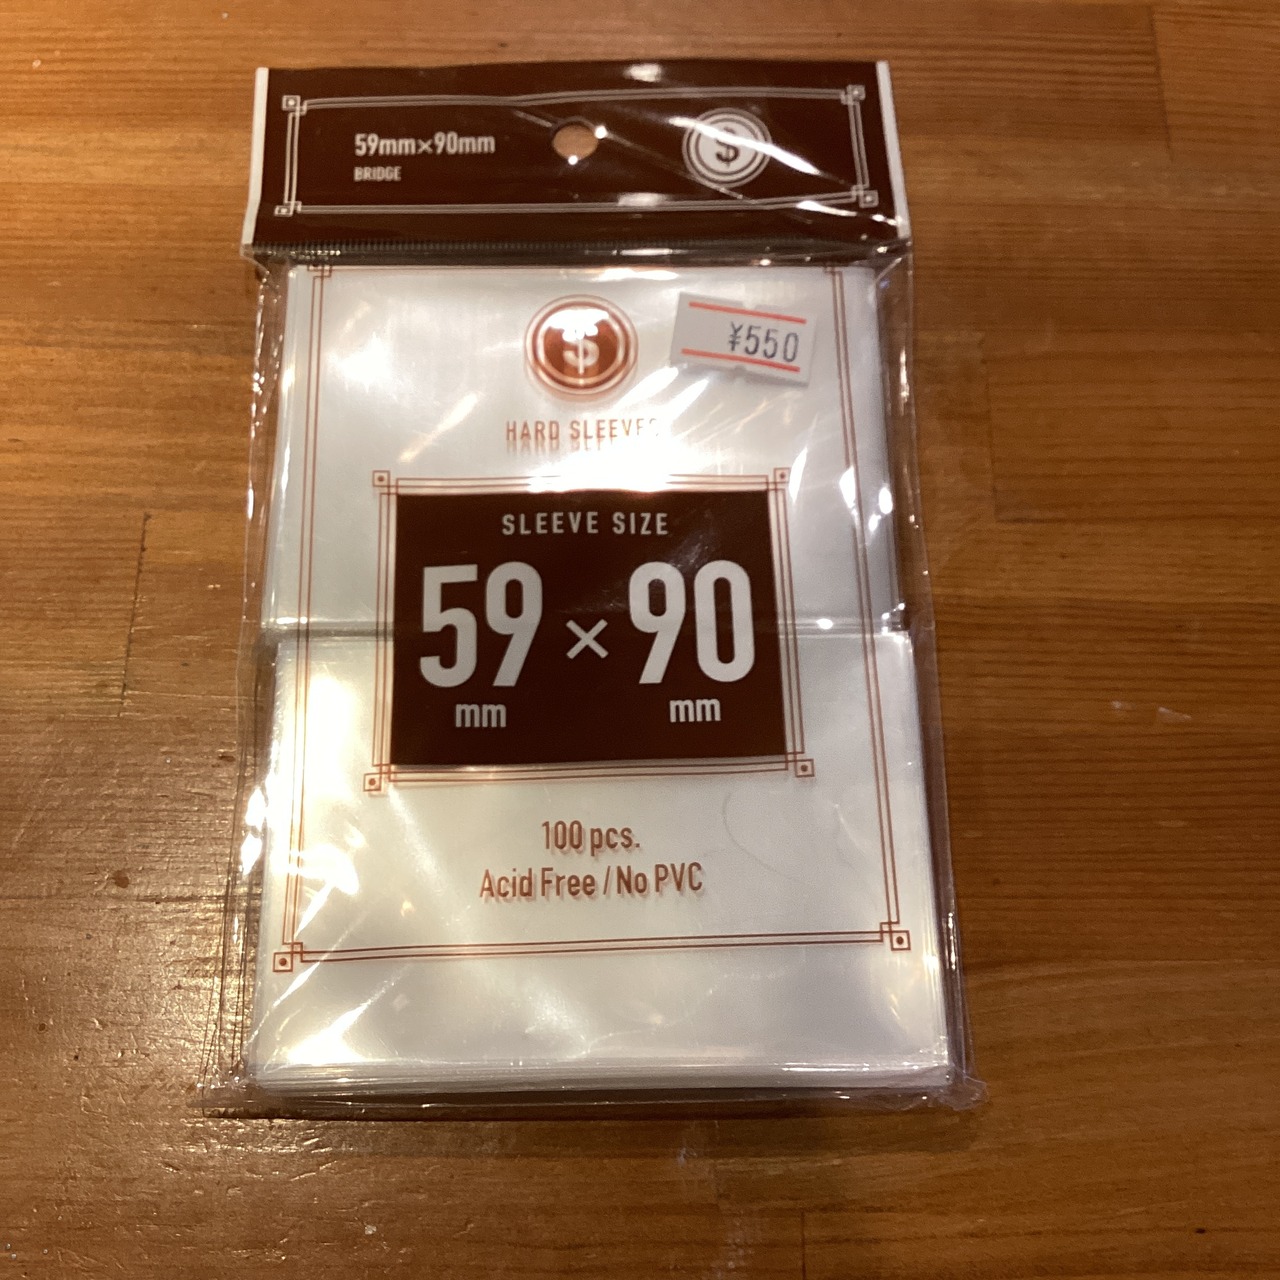 59mm×90mm
BRIDGE
$
$
¥550
HARD SLEEVES
SLEEVE SIZE
59 × 90
mm mm
100 pcs.
Acid Free / No PVC